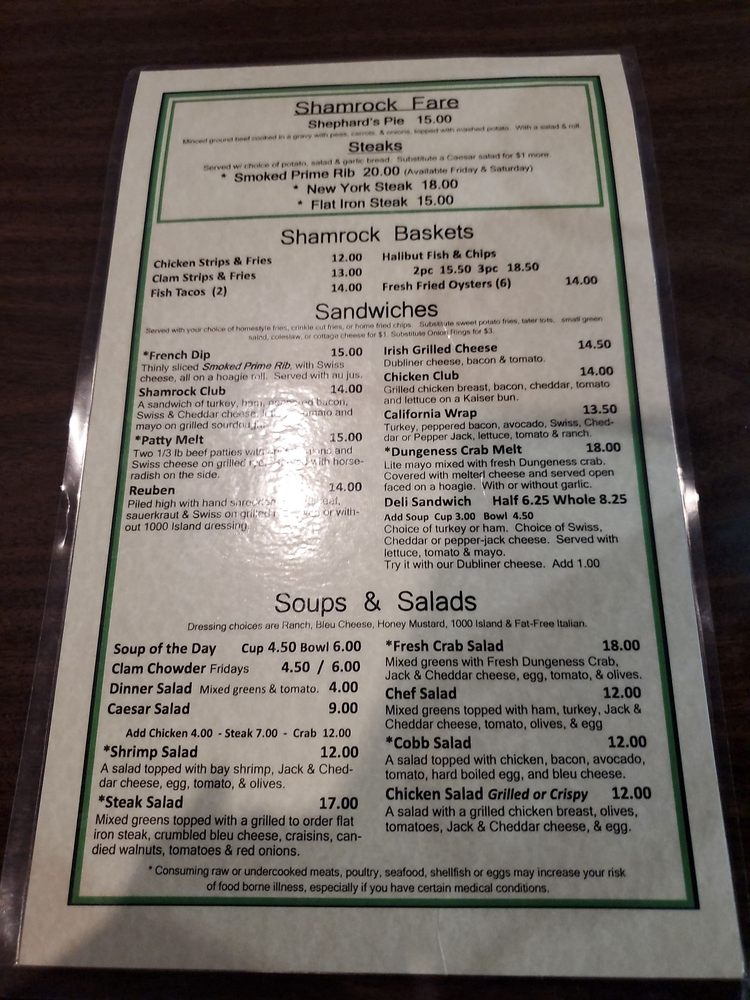 Shamrock Fare
Shephard's Pie 15.00
Minced ground beef cooked in a gravy with peas, carrots, & onions, topped with mashed potato. With a salad & roll.
Steaks
Served w/ choice of potato, salad & garlic bread. Substitute a Caesar salad for $1 more.
* Smoked Prime Rib 20.00 (Available Friday & Saturday)
* New York Steak 18.00
* Flat Iron Steak 15.00
Shamrock Baskets
Chicken Strips & Fries 12.00
Clam Strips & Fries 13.00
Fish Tacos (2) 14.00
Halibut Fish & Chips
2pc 15.50 3pc 18.50
Fresh Fried Oysters (6) 14.00
Sandwiches
Served with your choice of homestyle fries, crinkle cut fries, or home fried chips. Substitute sweet potato fries, tater tots, small green
salad, coleslaw, or cottage cheese for $1. Substitute Onion Rings for $3.
*French Dip 15.00
Thinly sliced Smoked Prime Rib, with Swiss
cheese, all on a hoagie roll. Served with au jus.
Shamrock Club 14.00
A sandwich of turkey, ham, peppered bacon,
Swiss & Cheddar cheese, tomato and
mayo on grilled sourdough
*Patty Melt 15.00
Two 1/3 lb beef patties with and
Swiss cheese on grilled with horse-
radish on the side.
Reuben 14.00
Piled high with hand
sauerkraut & Swiss on grilled or with-
out 1000 Island dressing.
Irish Grilled Cheese 14.50
Dubliner cheese, bacon & tomato.
Chicken Club 14.00
Grilled chicken breast, bacon, cheddar, tomato
and lettuce on a Kaiser bun.
California Wrap 13.50
Turkey, peppered bacon, avocado, Swiss, Ched-
dar or Pepper Jack, lettuce, tomato & ranch.
*Dungeness Crab Melt 18.00
Lite mayo mixed with fresh Dungeness crab.
Covered with melted cheese and served open
faced on a hoagie. With or without garlic.
Deli Sandwich Half 6.25 Whole 8.25
Add Soup Cup 3.00 Bowl 4.50
Choice of turkey or ham. Choice of Swiss,
Cheddar or pepper-jack cheese. Served with
lettuce, tomato & mayo.
Try it with our Dubliner cheese. Add 1.00
Soups & Salads
Dressing choices are Ranch, Bleu Cheese, Honey Mustard, 1000 Island & Fat-Free Italian.
Soup of the Day Cup 4.50 Bowl 6.00
Clam Chowder Fridays 4.50 / 6.00
Dinner Salad Mixed greens & tomato. 4.00
Caesar Salad 9.00
Add Chicken 4.00 - Steak 7.00 - Crab 12.00
*Shrimp Salad 12.00
A salad topped with bay shrimp, Jack & Ched-
dar cheese, egg, tomato, & olives.
*Steak Salad 17.00
Mixed greens topped with a grilled to order flat
iron steak, crumbled bleu cheese, craisins, can-
died walnuts, tomatoes & red onions.
*Fresh Crab Salad 18.00
Mixed greens with Fresh Dungeness Crab,
Jack & Cheddar cheese, egg, tomato, & olives.
Chef Salad 12.00
Mixed greens topped with ham, turkey, Jack &
Cheddar cheese, tomato, olives, & egg
*Cobb Salad 12.00
A salad topped with chicken, bacon, avocado,
tomato, hard boiled egg, and bleu cheese.
Chicken Salad Grilled or Crispy 12.00
A salad with a grilled chicken breast, olives,
tomatoes, Jack & Cheddar cheese, & egg.
* Consuming raw or undercooked meats, poultry, seafood, shellfish or eggs may increase your risk
of food borne illness, especially if you have certain medical conditions.